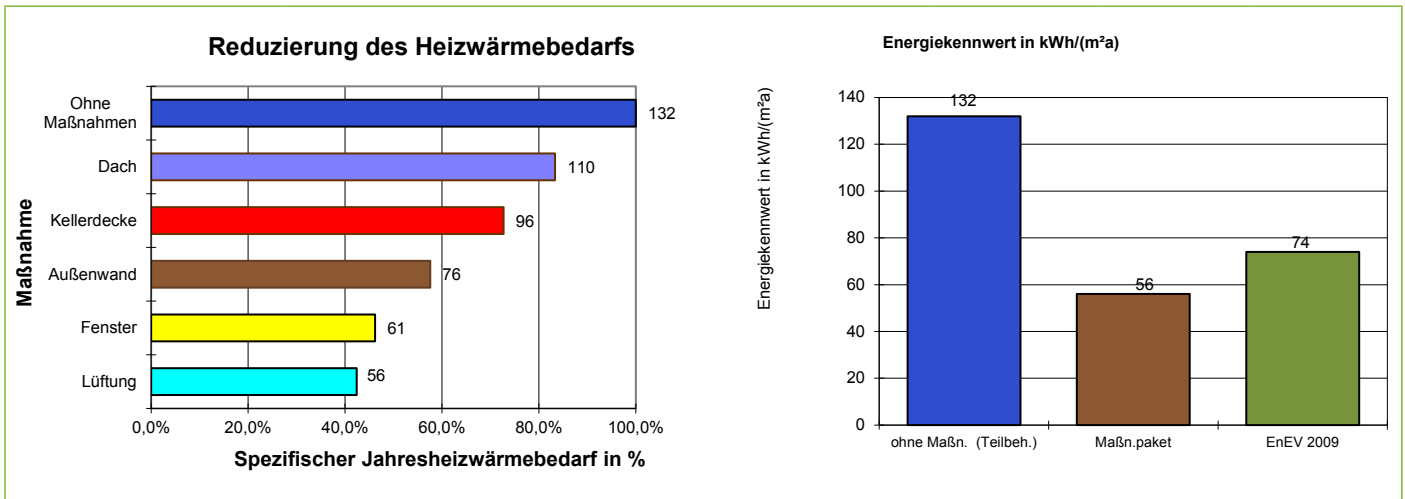 Reduzierung des Heizwärmebedarfs
Maßnahme
Ohne
Maßnahmen
132
Dach
110
Kellerdecke
96
Außenwand
76
Fenster
61
Lüftung
56
0,0%
20,0%
40,0%
60,0%
80,0%
100,0%
Spezifischer Jahresheizwärmebedarf in %
Energiekennwert in kWh/(m²a)
Energiekennwert in kWh/(m²a)
140
120
100
80
60
40
20
0
132
56
74
ohne Maßn. (Teilbeh.)
Maßn.paket
EnEV 2009